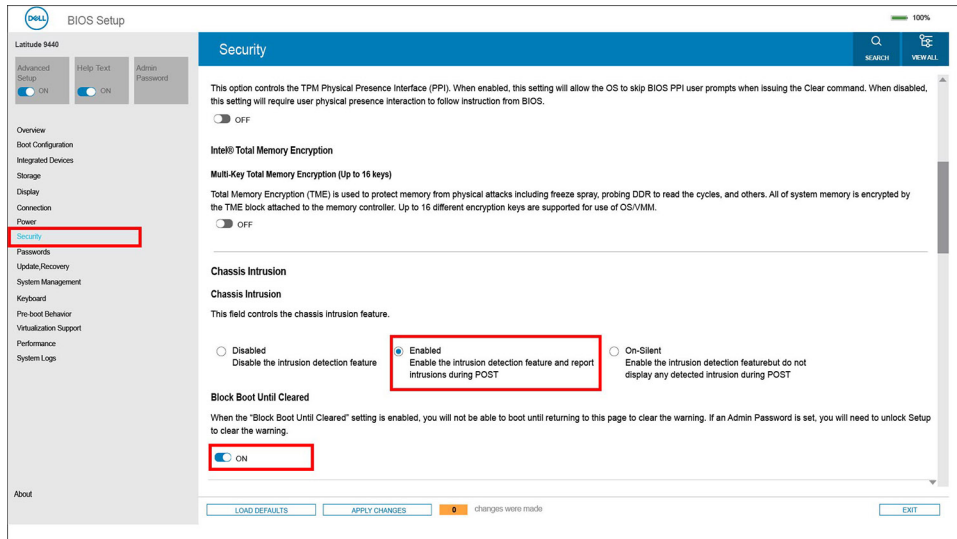 DELL
BIOS Setup
100%
Latitude 9440
Advanced Setup
ON
Help Text
ON
Admin Password
Security
SEARCH
VIEW ALL
Overview
Boot Configuration
Integrated Devices
Storage
Display
Connection
Power
Security
Passwords
Update,Recovery
System Management
Keyboard
Pre-boot Behavior
Virtualization Support
Performance
System Logs
About
This option controls the TPM Physical Presence Interface (PPI). When enabled, this setting will allow the OS to skip BIOS PPI user prompts when issuing the Clear command. When disabled,
this setting will require user physical presence interaction to follow instruction from BIOS.
OFF
Intel® Total Memory Encryption
Multi-Key Total Memory Encryption (Up to 16 keys)
Total Memory Encryption (TME) is used to protect memory from physical attacks including freeze spray, probing DDR to read the cycles, and others. All of system memory is encrypted by
the TME block attached to the memory controller. Up to 16 different encryption keys are supported for use of OS/VMM.
OFF
Chassis Intrusion
Chassis Intrusion
This field controls the chassis intrusion feature.
Disabled
Disable the intrusion detection feature
Enabled
Enable the intrusion detection feature and report
intrusions during POST
On-Silent
Enable the intrusion detection featurebut do not
display any detected intrusion during POST
Block Boot Until Cleared
When the "Block Boot Until Cleared" setting is enabled, you will not be able to boot until returning to this page to clear the warning. If an Admin Password is set, you will need to unlock Setup
to clear the warning.
ON
LOAD DEFAULTS
APPLY CHANGES
0
changes were made
EXIT